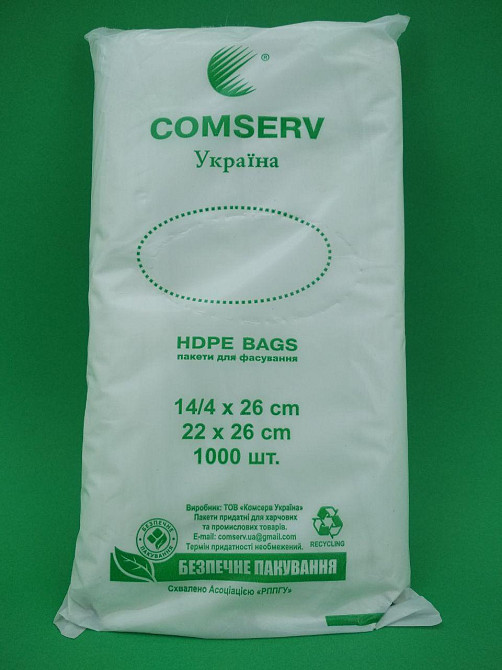 ®
COMSERV
Україна
HDPE BAGS
пакети для фасування
14/4 x 26 cm
22 x 26 cm
1000 шт.
Виробник: ТОВ «Комсерв Україна»
Пакети придатні для харчових
та промислових товарів.
E-mail: comserv.ua@gmail.com
Термін придатності необмежений.
RECYCLING
БЕЗПЕЧНЕ
ПАКУВАННЯ
БЕЗПЕЧНЕ ПАКУВАННЯ
Схвалено Асоціацією «РППГУ»